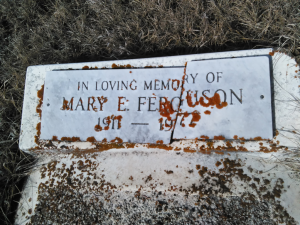 IN LOVING MEMORY OF
MARY E. FERGUSON